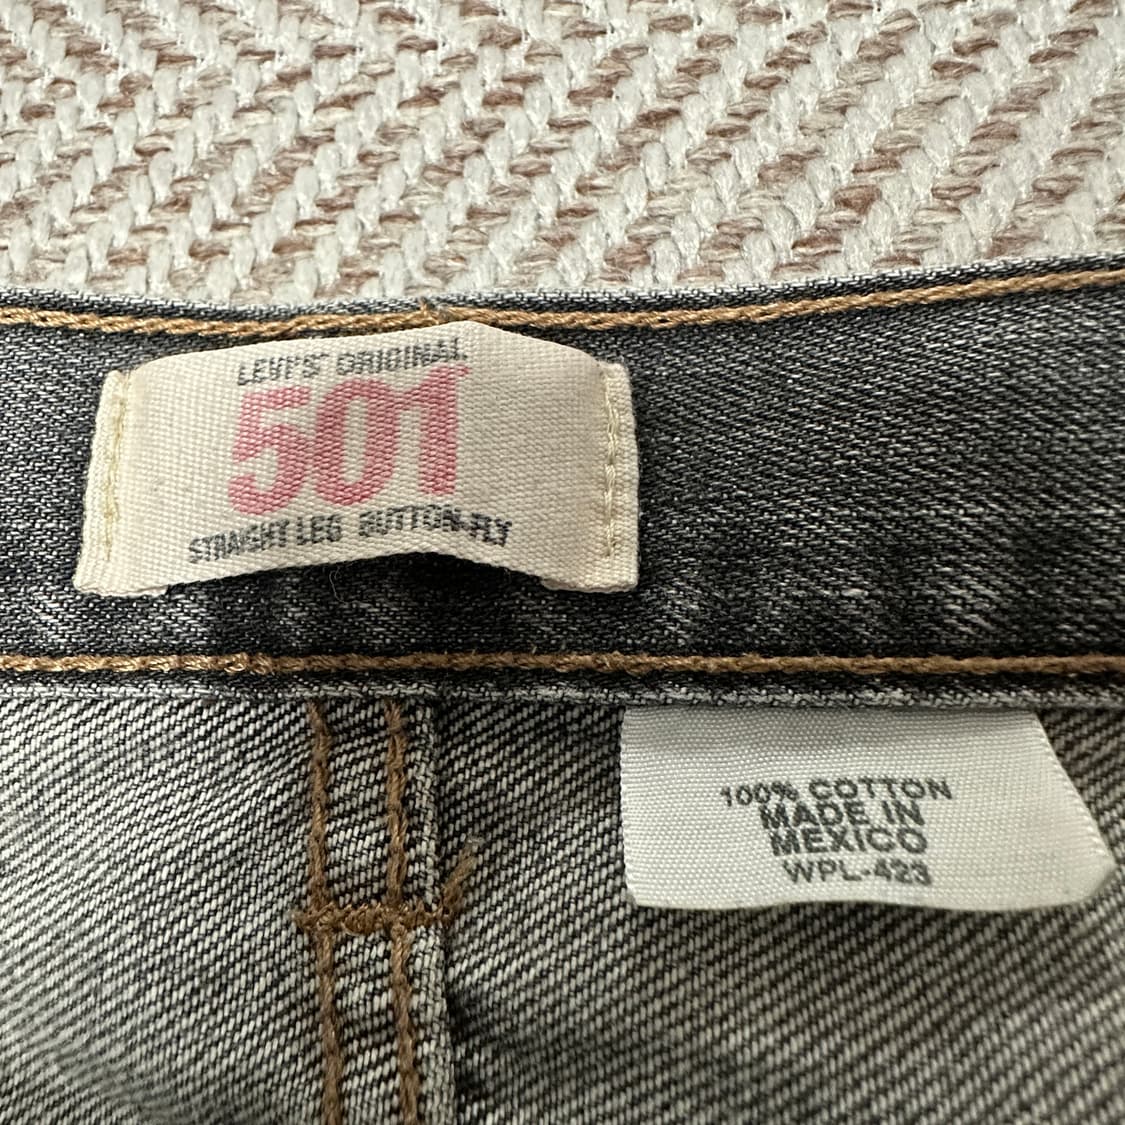 LEVI'S® ORIGINAL
501®
STRAIGHT LEG BUTTON-FLY
100% COTTON
MADE IN
MEXICO
WPL-423